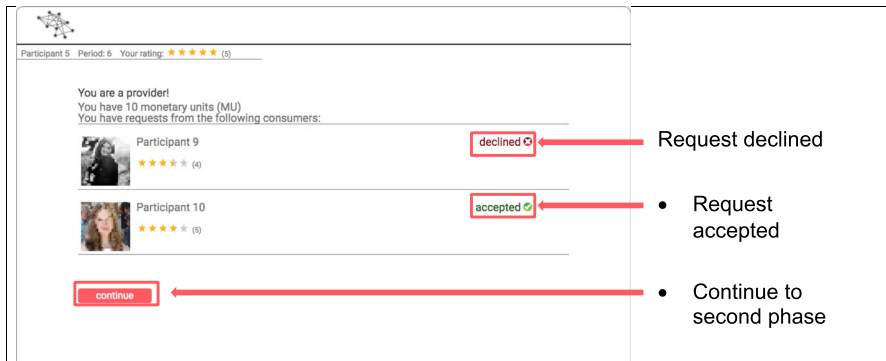 Participant 5 Period: 6 Your rating: ★ ★ ★ ★ ★ (5)
You are a provider!
You have 10 monetary units (MU)
You have requests from the following consumers:
Participant 9
declined
(4)
Participant 10
accepted
(5)
continue
Request declined
• Request
accepted
• Continue to
second phase